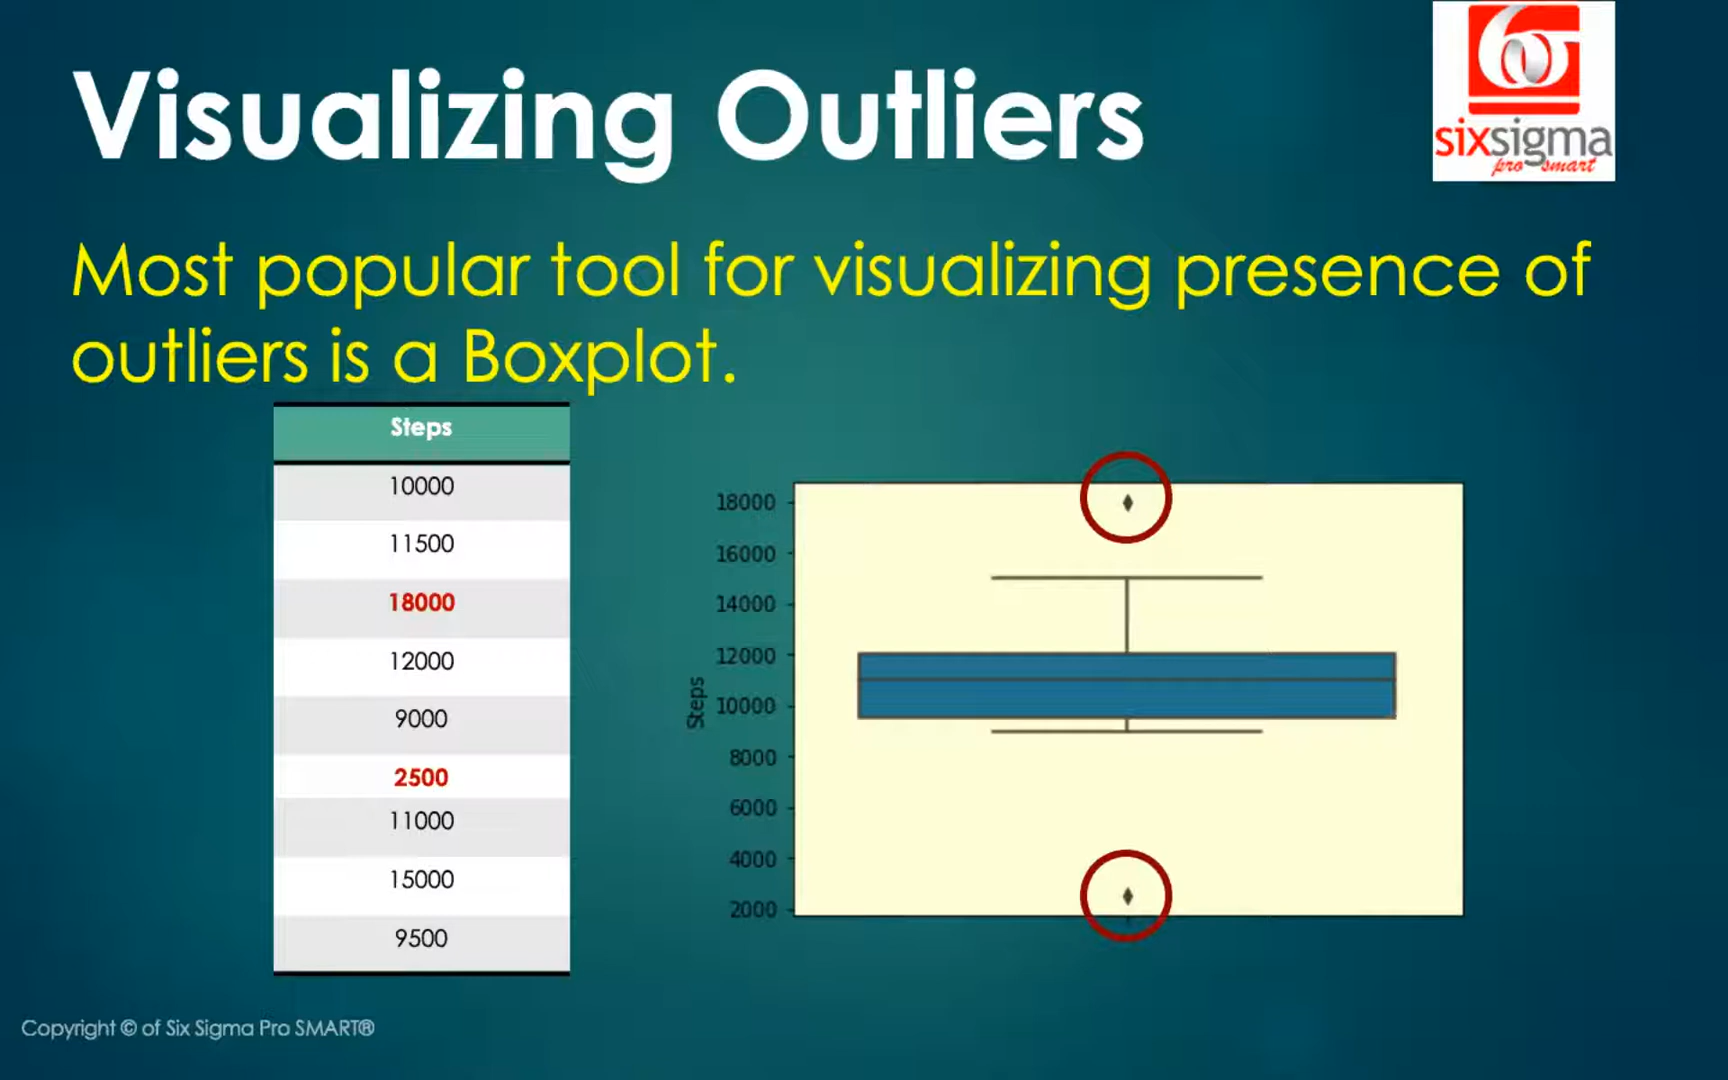 Visualizing Outliers
6σ
sixsigma
pro smart
Most popular tool for visualizing presence of
outliers is a Boxplot.
Steps
10000
11500
18000
12000
9000
2500
11000
15000
9500
Steps
18000
16000
14000
12000
10000
8000
6000
4000
2000
Copyright © of Six Sigma Pro SMART®